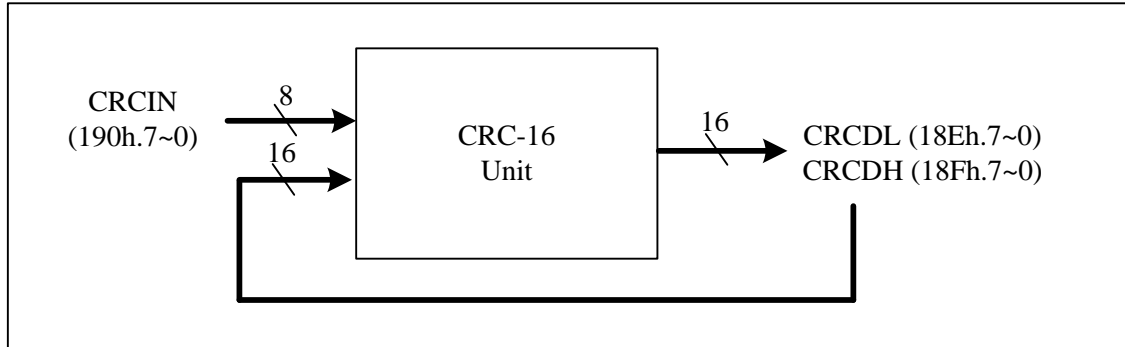 CRCIN
(190h.7~0)
8
16
CRC-16
Unit
16
CRCDL (18Eh.7~0)
CRCDH (18Fh.7~0)